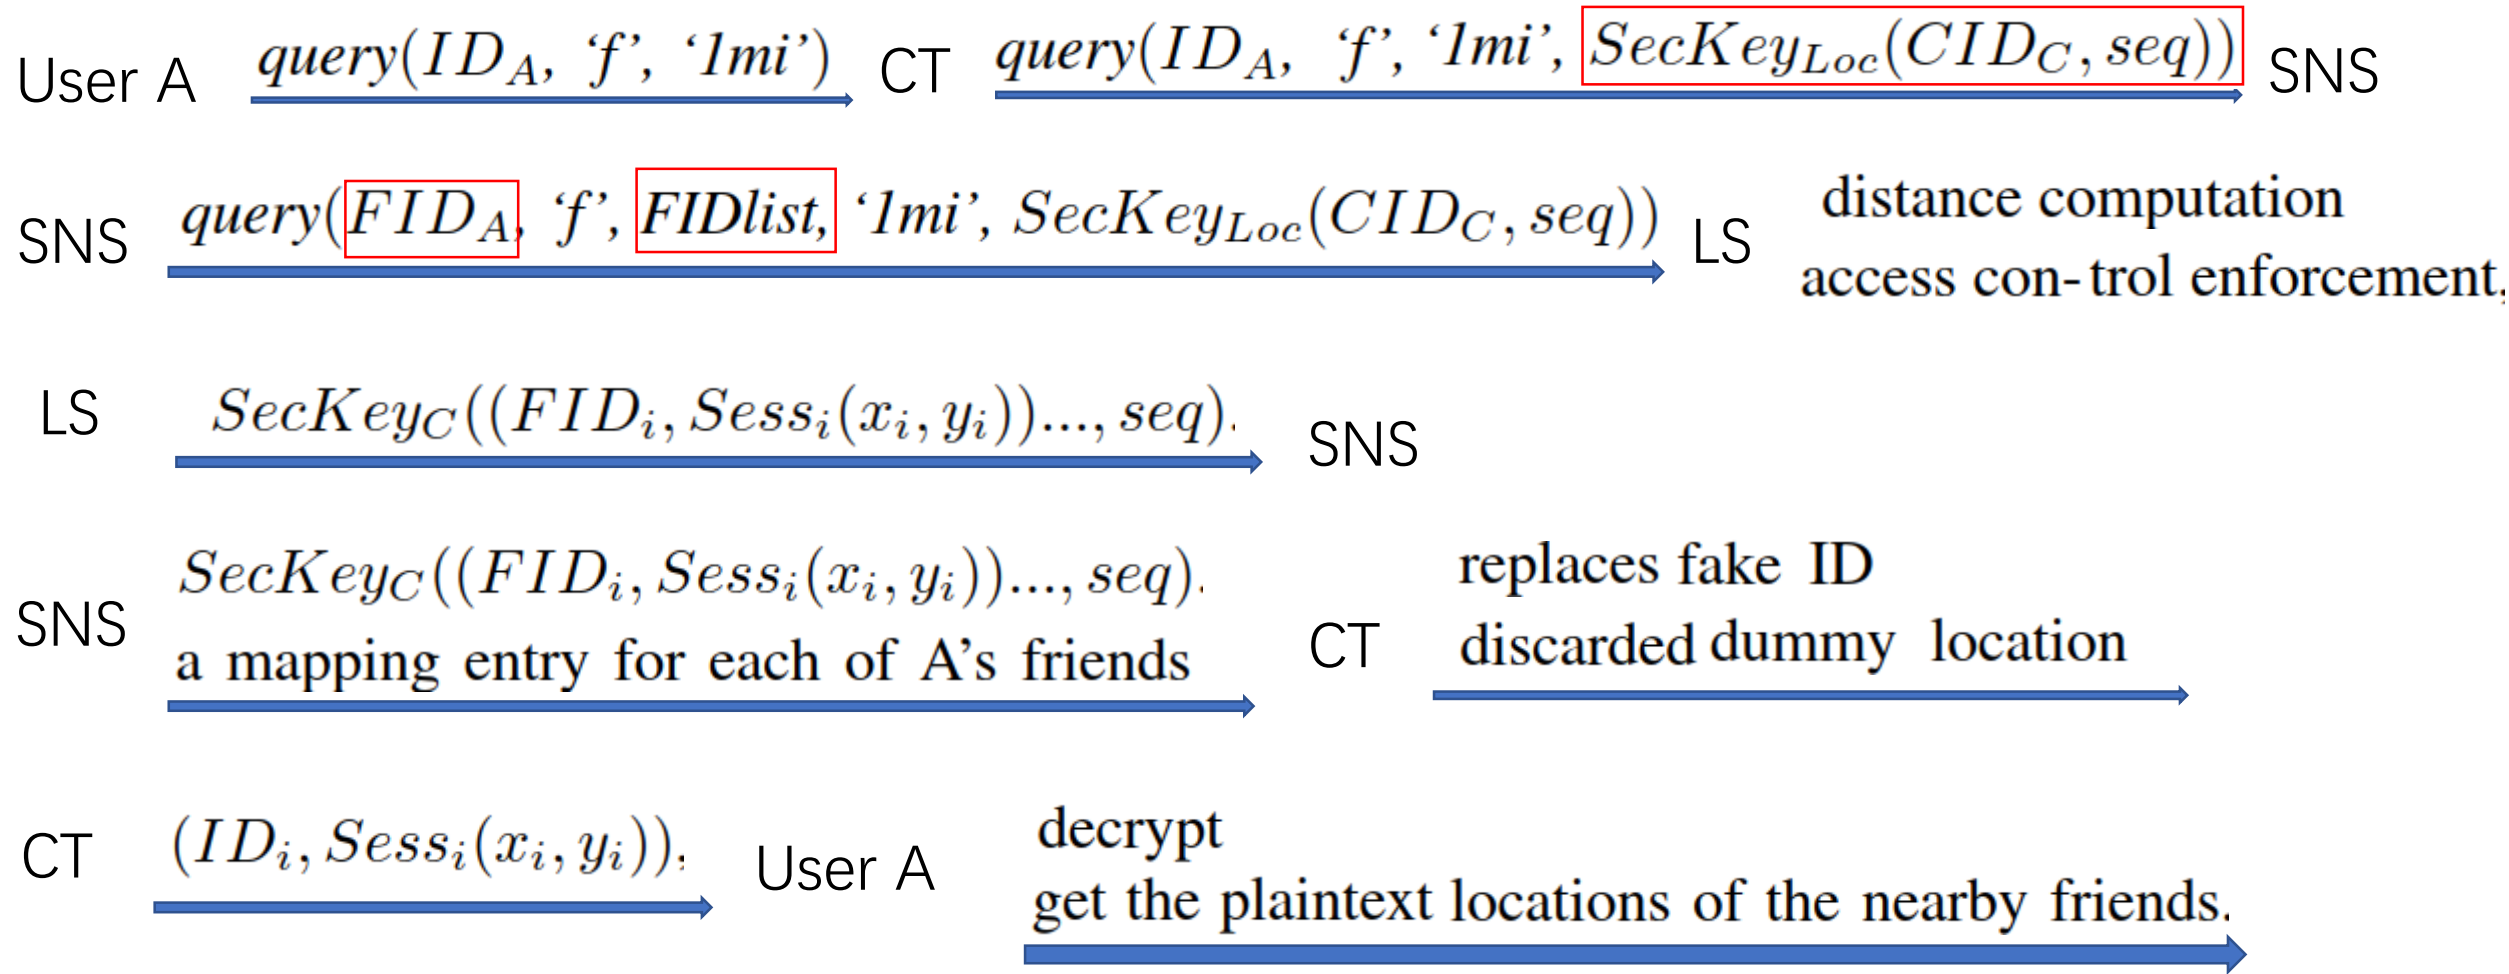 User A query(ID_A, ‘f’, ‘1mi’) CT query(ID_A, ‘f’, ‘1mi’, SecKey_Loc(CID_C, seq)) SNS
SNS query(FID_A, ‘f’, FIDlist, ‘1mi’, SecKey_Loc(CID_C, seq)) LS distance computation
access con- trol enforcement,
LS SecKey_C((FID_i, Sess_i(x_i, y_i))..., seq). SNS
SNS SecKey_C((FID_i, Sess_i(x_i, y_i))..., seq).
a mapping entry for each of A’s friends
CT replaces fake ID
discarded dummy location
CT (ID_i, Sess_i(x_i, y_i)), User A decrypt
get the plaintext locations of the nearby friends.